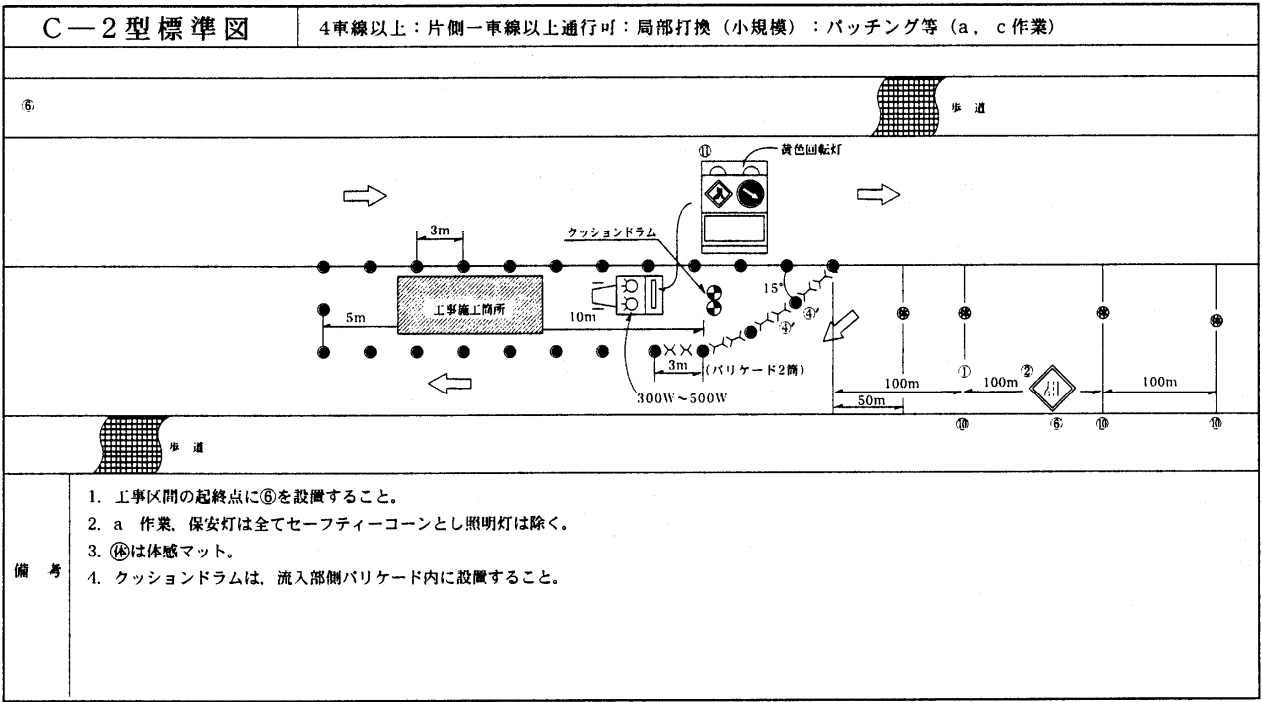 C－2型標準図
4車線以上：片側一車線以上通行可：局部打換（小規模）：パッチング等（a，c作業）
⑥
歩道
⑪
黄色回転灯
3m
クッションドラム
工事施工箇所
15°
④'
④'
5m
10m
3m
(バリケード2箇)
300W～500W
①
②
100m
100m
100m
50m
⑩
⑥
⑩
⑩
歩道
備考
1. 工事区間の起終点に⑥を設置すること。
2. a 作業，保安灯は全てセーフティーコーンとし照明灯は除く。
3. ㊡は体感マット。
4. クッションドラムは，流入部側バリケード内に設置すること。